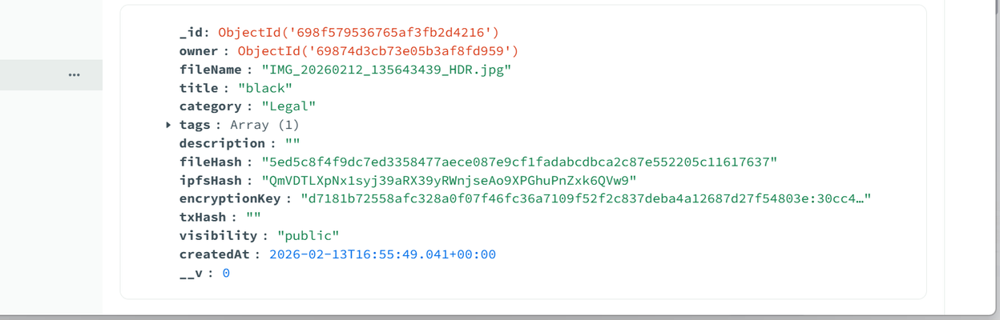 _id: ObjectId('698f579536765af3fb2d4216')
owner : ObjectId('69874d3cb73e05b3af8fd959')
fileName : "IMG_20260212_135643439_HDR.jpg"
title : "black"
category : "Legal"
tags : Array (1)
description : ""
fileHash : "5ed5c8f4f9dc7ed3358477aece087e9cf1fadabcdbca2c87e552205c11617637"
ipfsHash : "QmVDTLXpNx1syj39aRX39yRWnjseAo9XPGhuPnZxk6QVw9"
encryptionKey : "d7181b72558afc328a0f07f46fc36a7109f52f2c837deba4a12687d27f54803e:30cc4…"
txHash : ""
visibility : "public"
createdAt : 2026-02-13T16:55:49.041+00:00
__v : 0